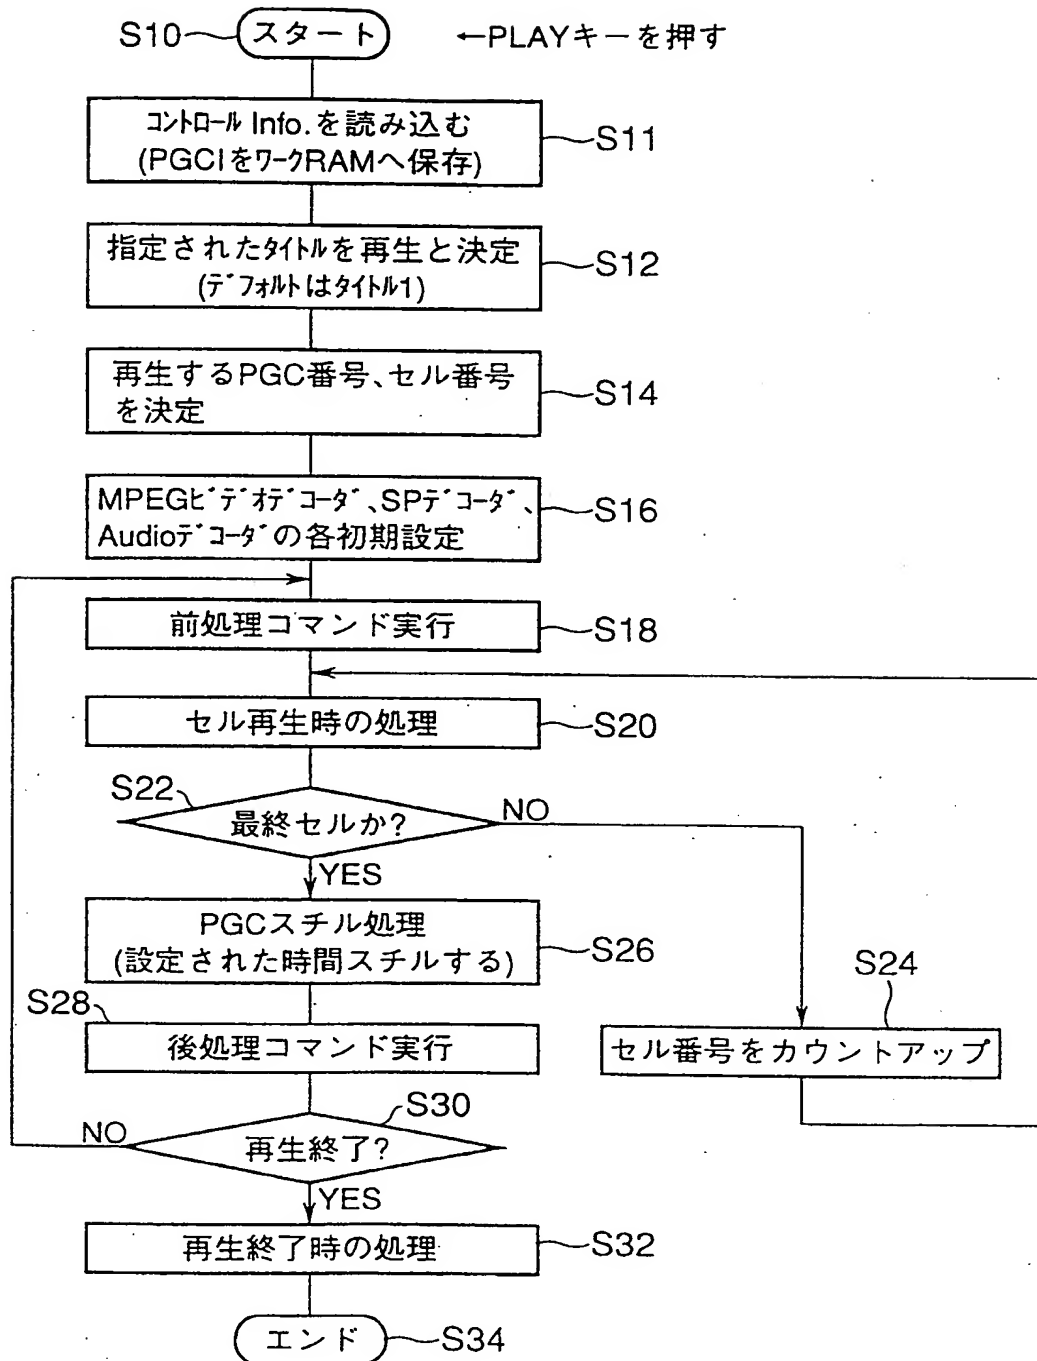 S10
スタート
←PLAYキーを押す
コントロール Info.を読み込む
(PGCIをワークRAMへ保存)
S11
指定されたタイトルを再生と決定
(デフォルトはタイトル1)
S12
再生するPGC番号、セル番号
を決定
S14
MPEGビデオデコーダ、SPデコーダ、
Audioデコーダの各初期設定
S16
前処理コマンド実行
S18
セル再生時の処理
S20
S22
最終セルか?
NO
YES
PGCスチル処理
(設定された時間スチルする)
S26
S24
セル番号をカウントアップ
S28
後処理コマンド実行
S30
再生終了?
NO
YES
再生終了時の処理
S32
エンド
S34